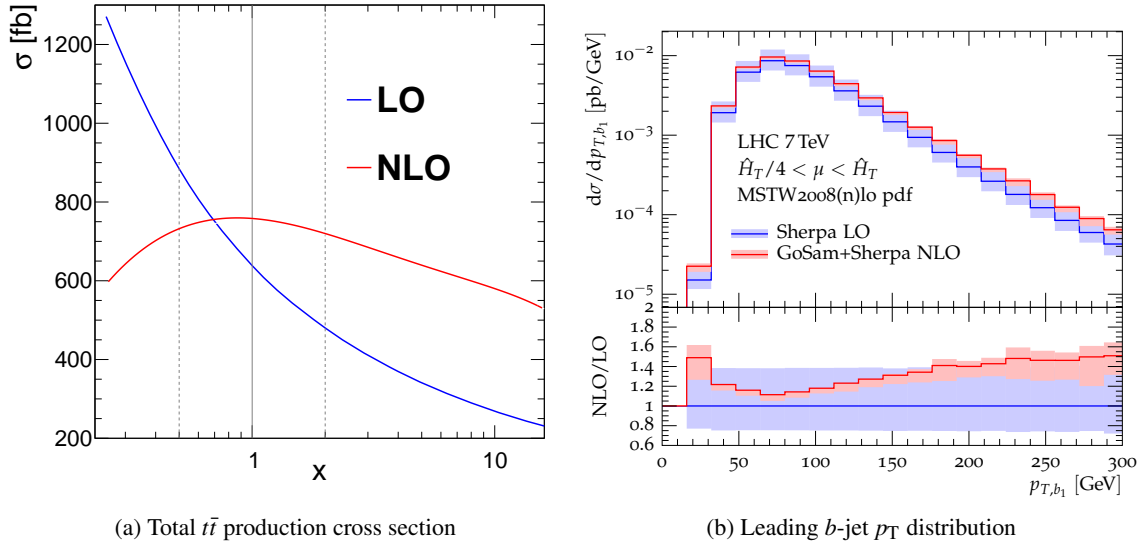 σ [fb]
1200
1000
800
600
400
200
LO
NLO
1
10
x
(a) Total tt̄ production cross section
dσ/dp_{T,b_1} [pb/GeV]
10^{−2}
10^{−3}
10^{−4}
10^{−5}
LHC 7 TeV
Ĥ_T/4 < μ < Ĥ_T
MSTW2008(n)lo pdf
Sherpa LO
GoSam+Sherpa NLO
NLO/LO
2
1.8
1.6
1.4
1.2
1
0.8
0.6
0
50
100
150
200
250
300
p_{T,b_1} [GeV]
(b) Leading b-jet p_T distribution